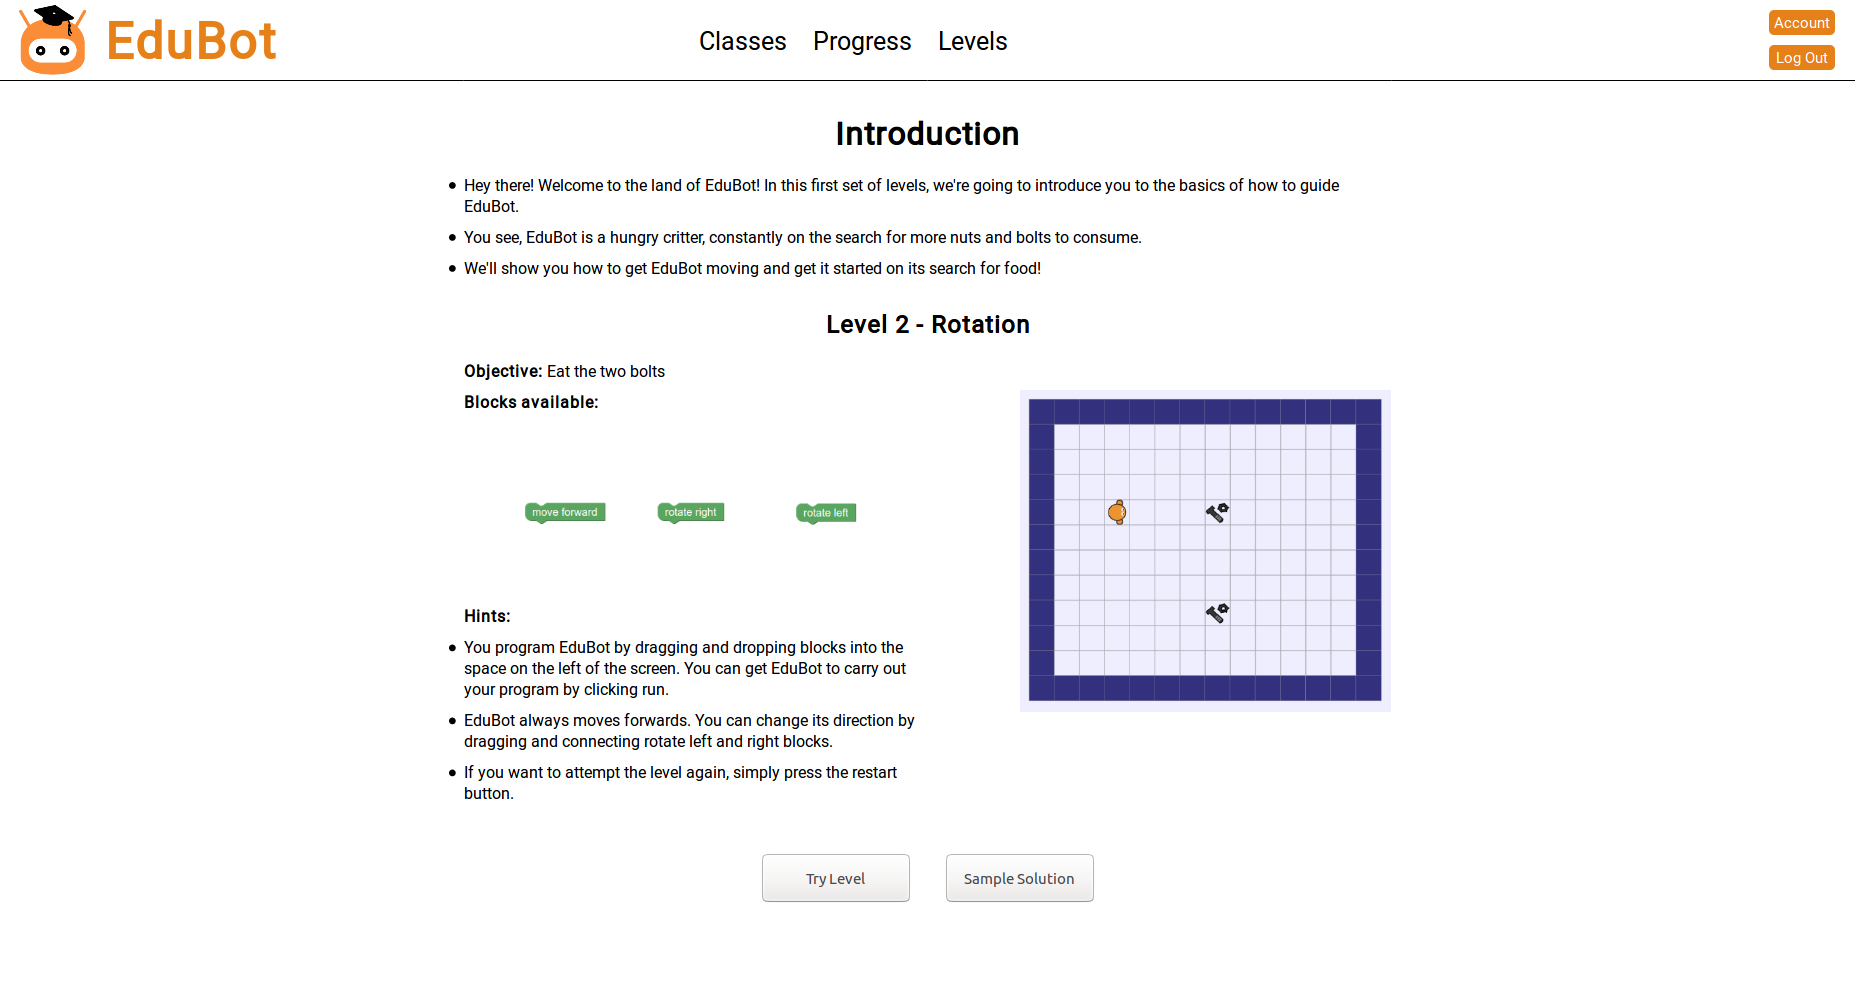 EduBot
Classes Progress Levels
Account
Log Out
Introduction
Hey there! Welcome to the land of EduBot! In this first set of levels, we're going to introduce you to the basics of how to guide
EduBot.
You see, EduBot is a hungry critter, constantly on the search for more nuts and bolts to consume.
We'll show you how to get EduBot moving and get it started on its search for food!
Level 2 - Rotation
Objective: Eat the two bolts
Blocks available:
move forward rotate right rotate left
Hints:
You program EduBot by dragging and dropping blocks into the
space on the left of the screen. You can get EduBot to carry out
your program by clicking run.
EduBot always moves forwards. You can change its direction by
dragging and connecting rotate left and right blocks.
If you want to attempt the level again, simply press the restart
button.
Try Level Sample Solution